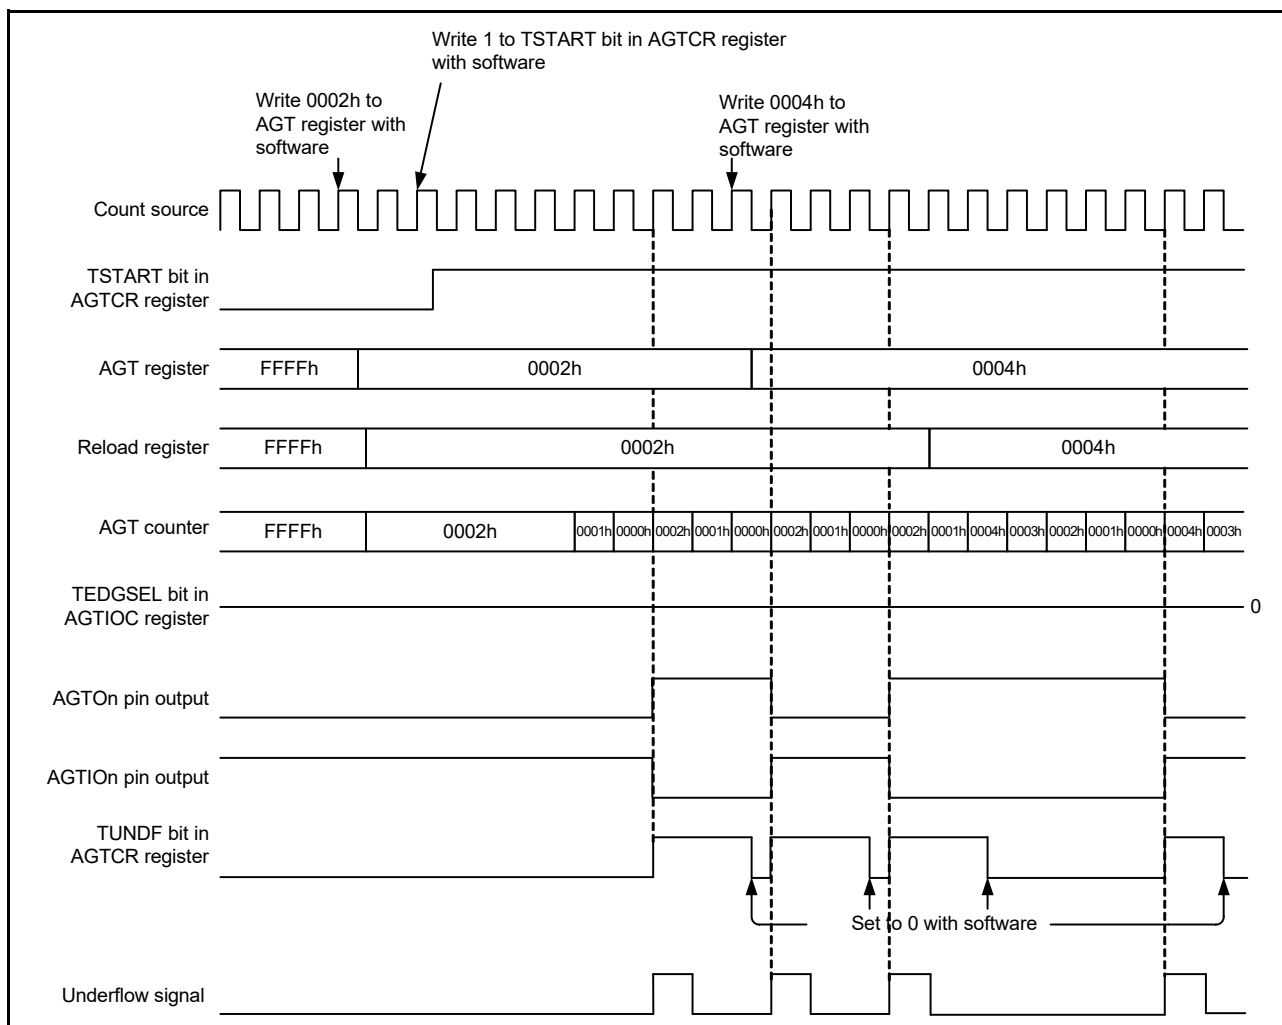 Write 1 to TSTART bit in AGTCR register
with software
Write 0002h to
AGT register with
software
Write 0004h to
AGT register with
software
Count source
TSTART bit in
AGTCR register
AGT register
FFFFh
0002h
0004h
Reload register
FFFFh
0002h
0004h
AGT counter
FFFFh
0002h
0001h
0000h
0002h
0001h
0000h
0002h
0001h
0000h
0002h
0001h
0004h
0003h
0002h
0001h
0000h
0004h
0003h
TEDGSEL bit in
AGTIOC register
0
AGTOn pin output
AGTIOn pin output
TUNDF bit in
AGTCR register
Set to 0 with software
Underflow signal